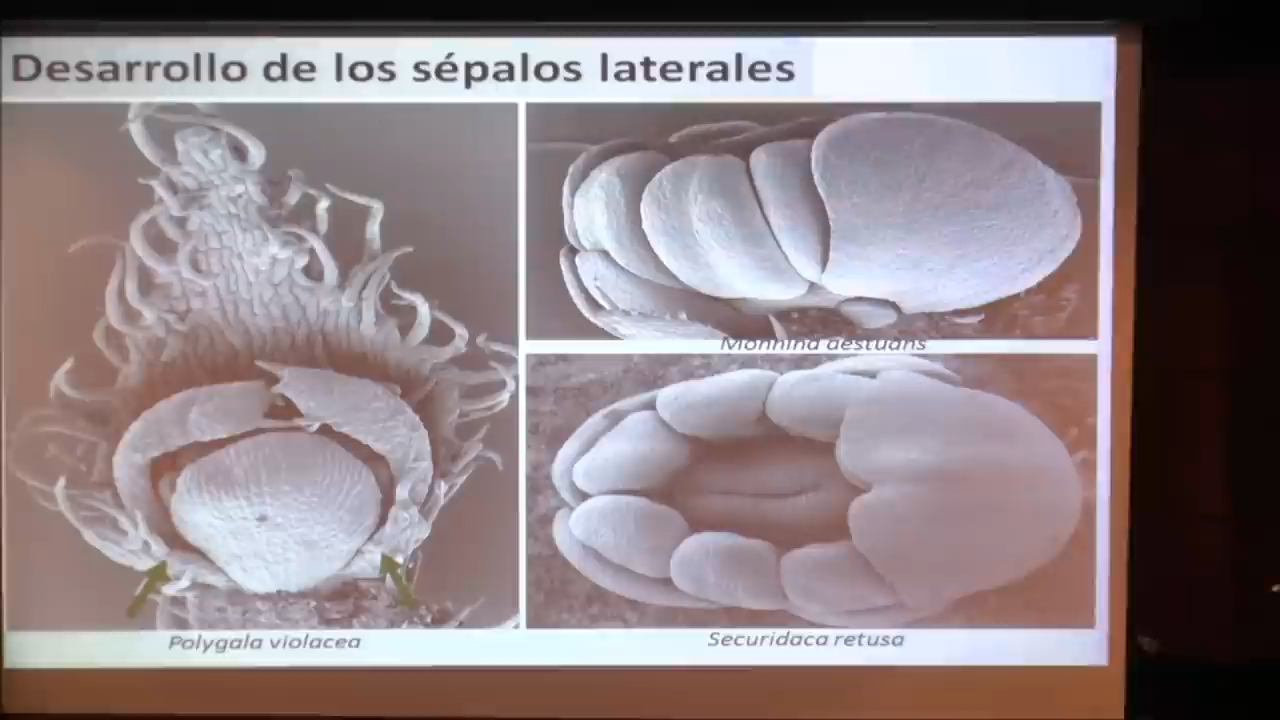 Desarrollo de los sépalos laterales
Monnina aestuans
Polygala violacea
Securidaca retusa